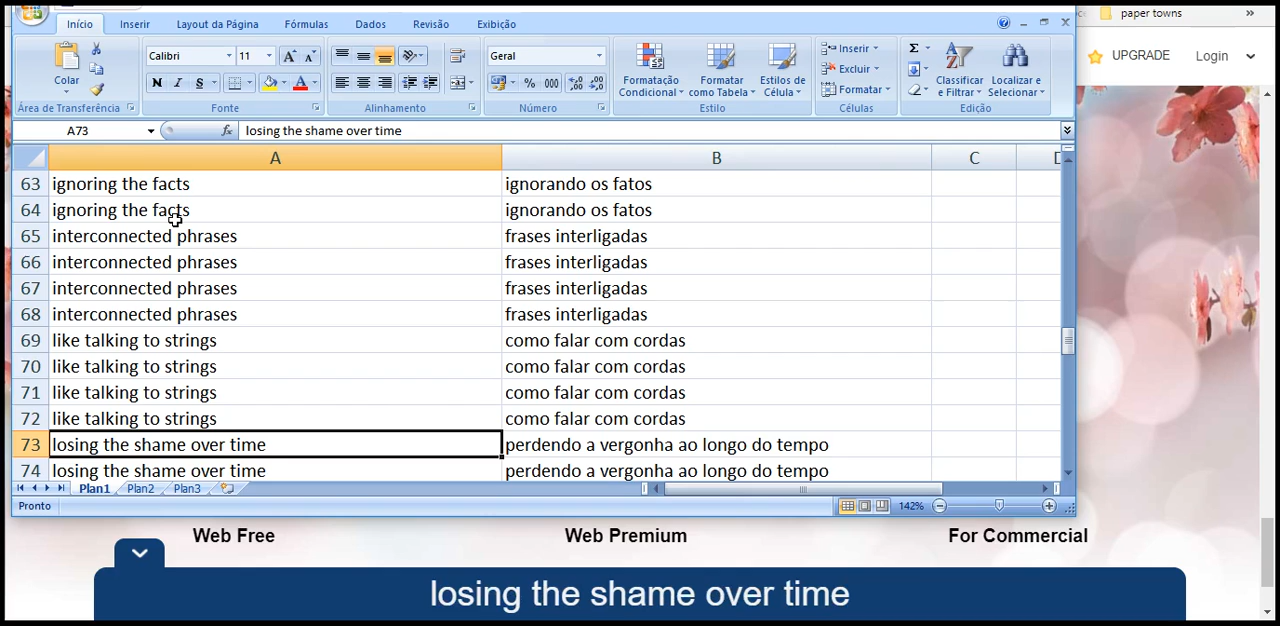 paper towns
»
Início Inserir Layout da Página Fórmulas Dados Revisão Exibição
UPGRADE Login
Colar
Calibri 11 A A
Geral
N I S
A
% 000
Formatação Condicional
Formatar como Tabela
Estilos de Célula
Inserir
Excluir
Formatar
Σ
Classificar e Filtrar
Localizar e Selecionar
Área de Transferência Fonte Alinhamento Número Estilo Células Edição
A73 fx losing the shame over time
A B C
63 ignoring the facts ignorando os fatos
64 ignoring the facts ignorando os fatos
65 interconnected phrases frases interligadas
66 interconnected phrases frases interligadas
67 interconnected phrases frases interligadas
68 interconnected phrases frases interligadas
69 like talking to strings como falar com cordas
70 like talking to strings como falar com cordas
71 like talking to strings como falar com cordas
72 like talking to strings como falar com cordas
73 losing the shame over time perdendo a vergonha ao longo do tempo
74 losing the shame over time perdendo a vergonha ao longo do tempo
Plan1 Plan2 Plan3
Pronto 142%
Web Free Web Premium For Commercial
losing the shame over time